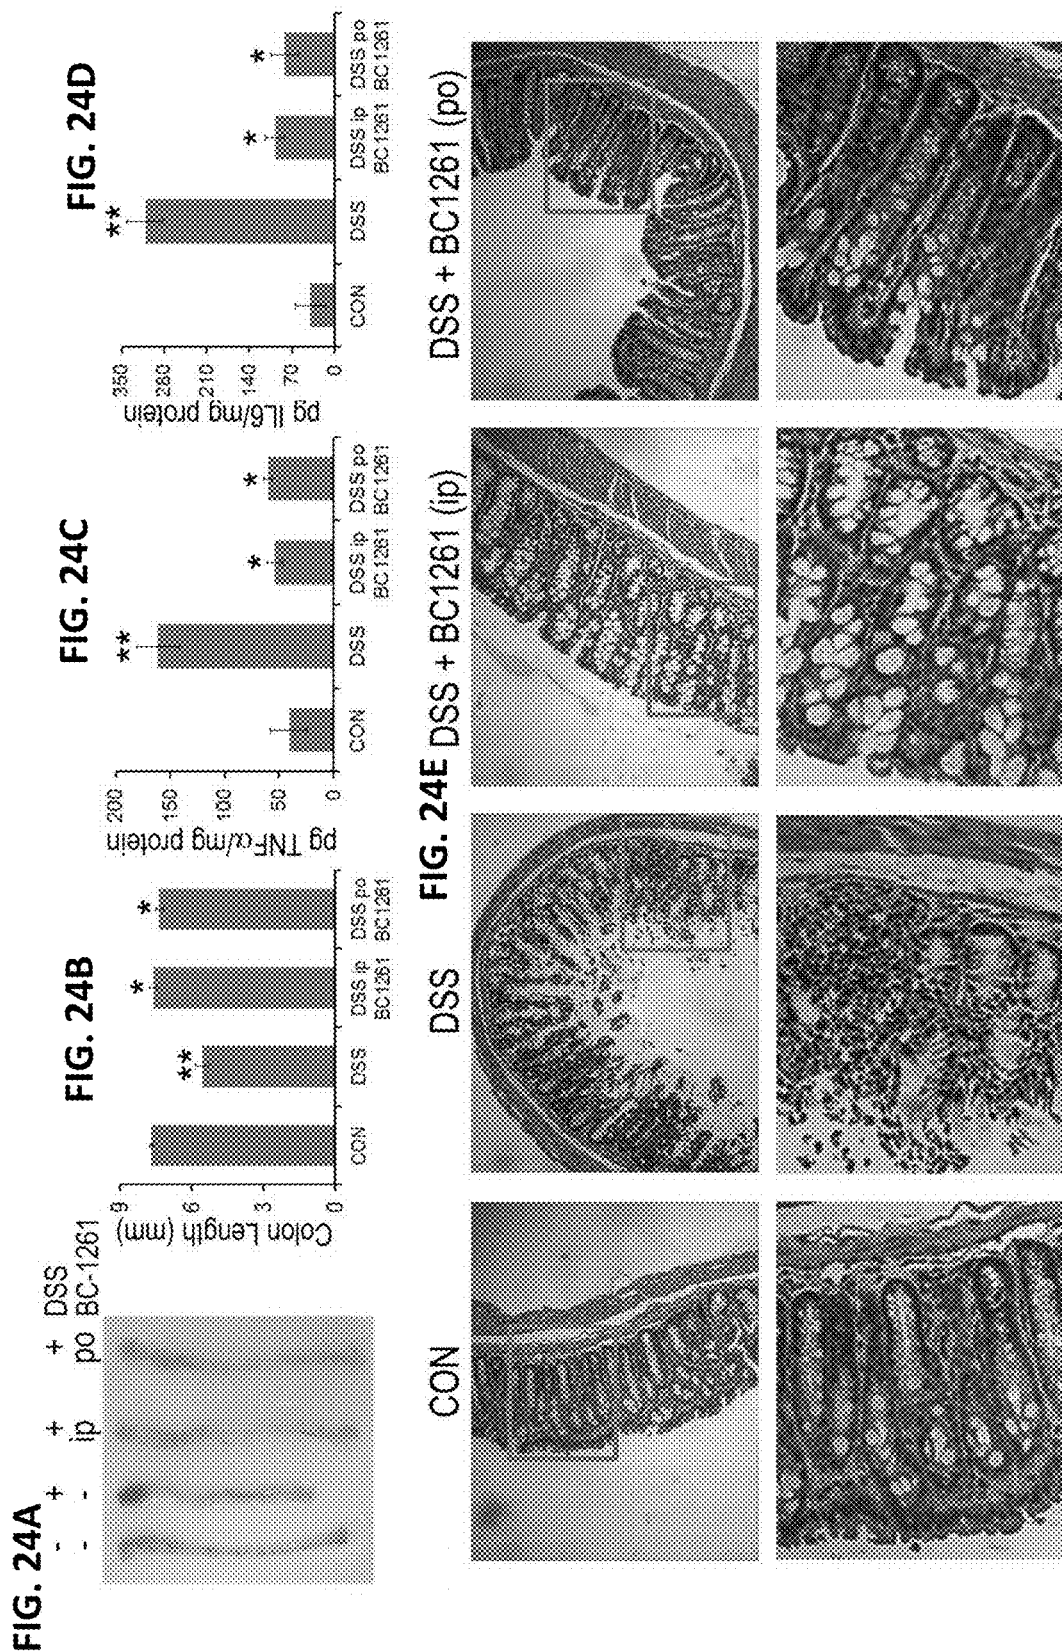 FIG. 24A
- + + + DSS
- - ip po BC-1261
FIG. 24B
Colon Length (mm)
9
6
3
0
**
*
*
CON
DSS
DSS ip
BC1261
DSS po
BC1261
FIG. 24C
pg TNFα/mg protein
200
150
100
50
0
**
*
*
CON
DSS
DSS ip
BC1261
DSS po
BC1261
FIG. 24D
pg IL6/mg protein
350
280
210
140
70
0
**
*
*
CON
DSS
DSS ip
BC1261
DSS po
BC1261
FIG. 24E
CON
DSS
DSS + BC1261 (ip)
DSS + BC1261 (po)